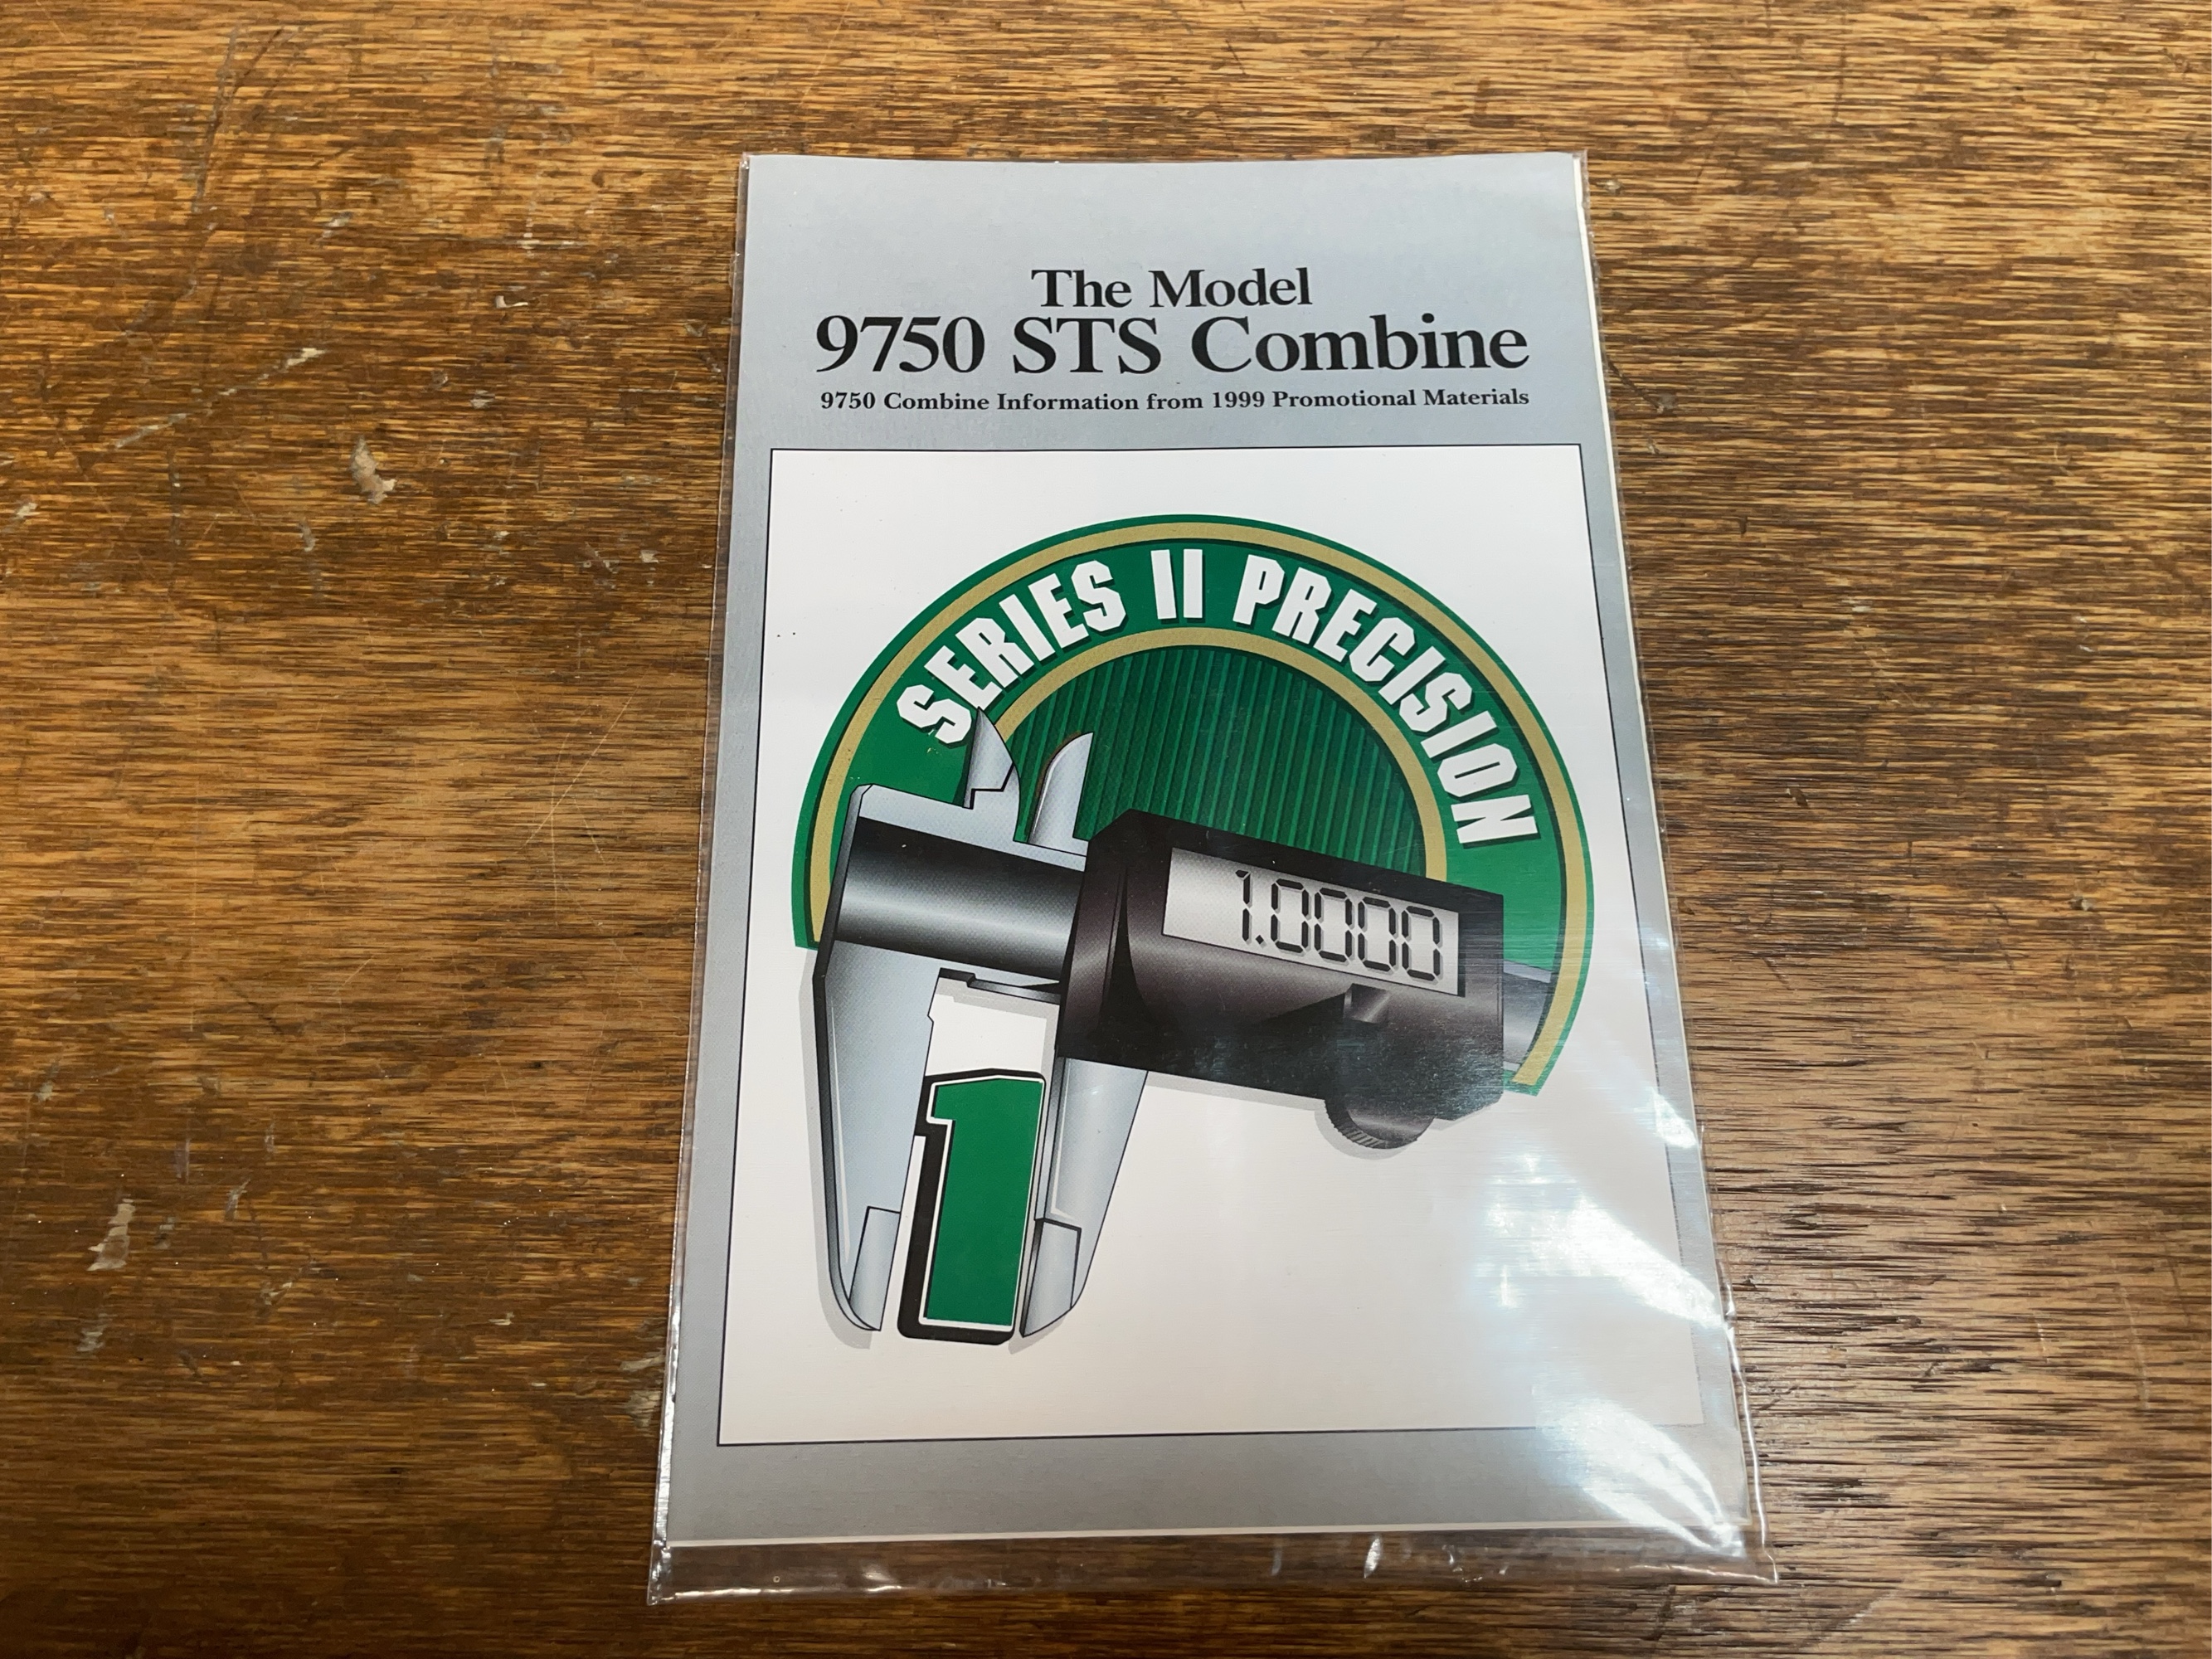 The Model
9750 STS Combine
9750 Combine Information from 1999 Promotional Materials
SERIES II PRECISION
1.0000
1